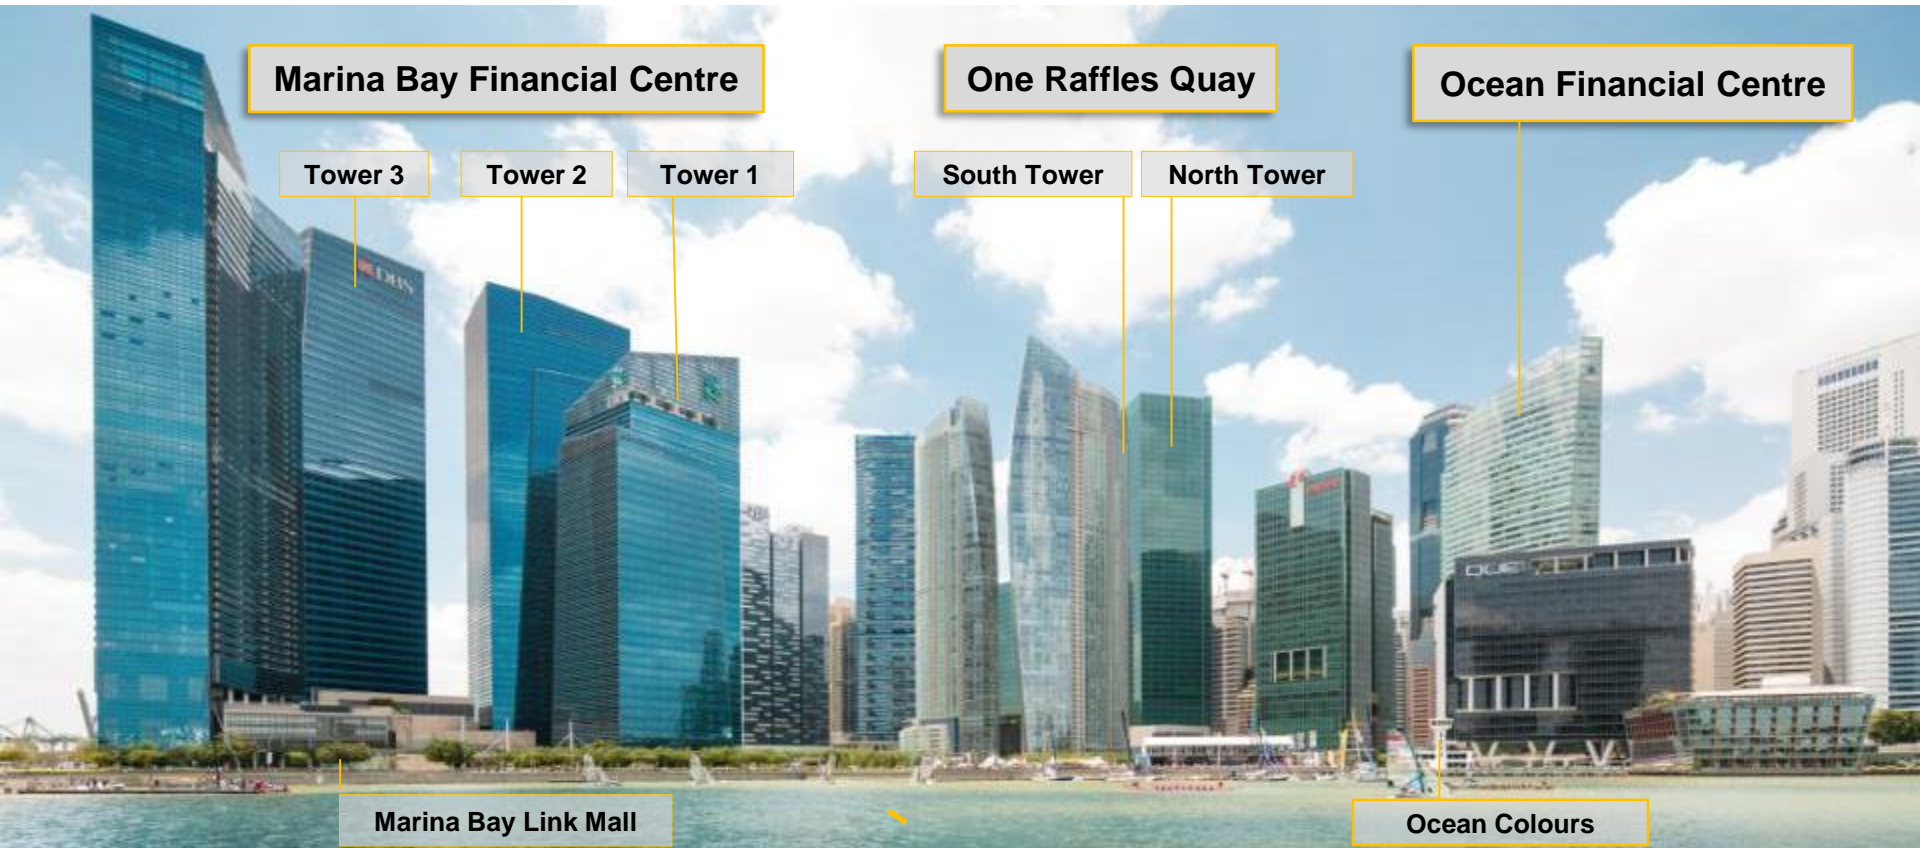 Marina Bay Financial Centre
One Raffles Quay
Ocean Financial Centre
Tower 3
Tower 2
Tower 1
South Tower
North Tower
DBS
OUE
Marina Bay Link Mall
Ocean Colours